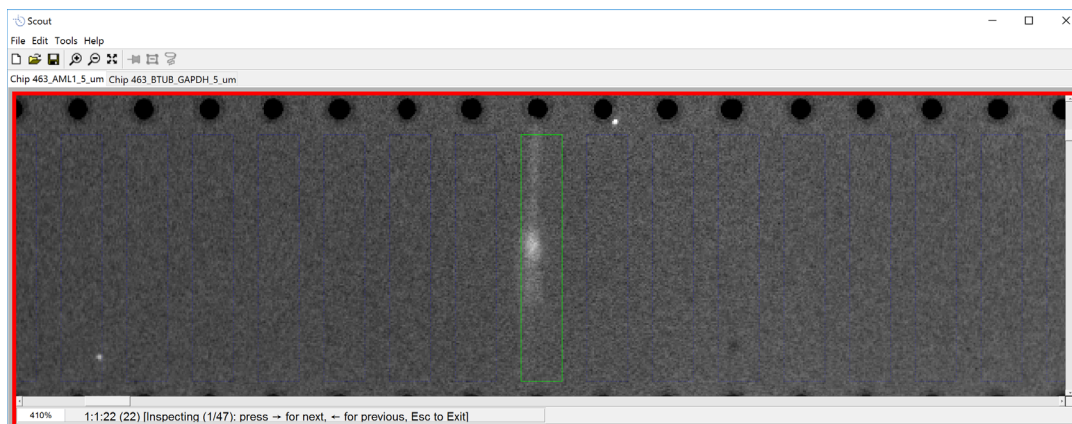 Scout
File Edit Tools Help
Chip 463_AML1_5_um Chip 463_BTUB_GAPDH_5_um
410% 1:1:22 (22) [Inspecting (1/47): press → for next, ← for previous, Esc to Exit]